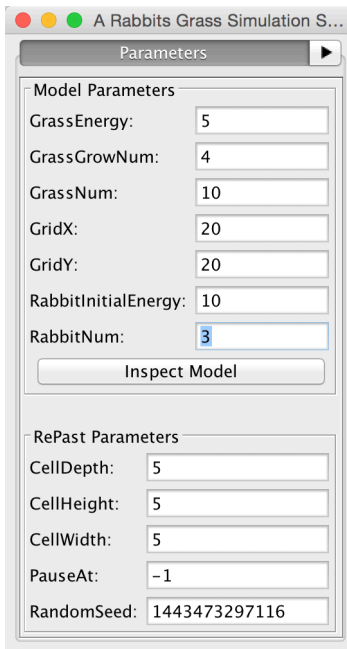 A Rabbits Grass Simulation S...
Parameters
Model Parameters
GrassEnergy: 5
GrassGrowNum: 4
GrassNum: 10
GridX: 20
GridY: 20
RabbitInitialEnergy: 10
RabbitNum: 3
Inspect Model
RePast Parameters
CellDepth: 5
CellHeight: 5
CellWidth: 5
PauseAt: -1
RandomSeed: 1443473297116